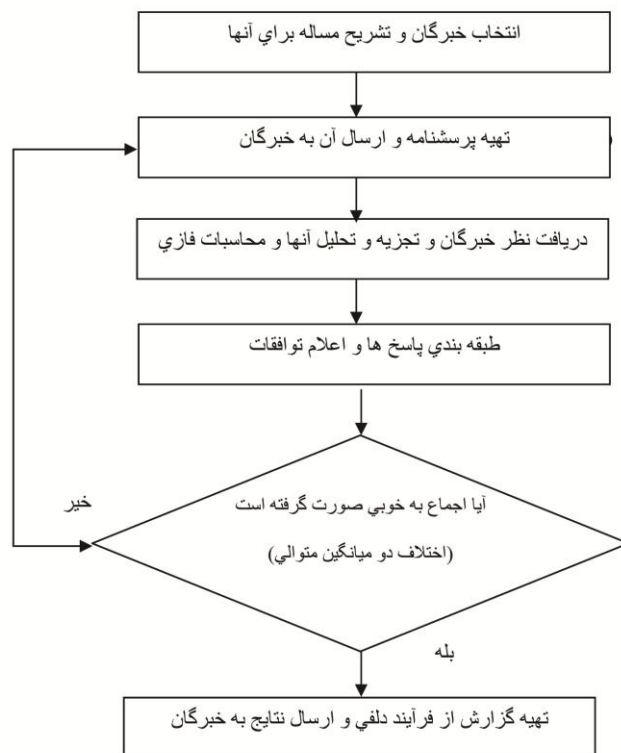 انتخاب خبرگان و تشريح مساله براي آنها
تهيه پرسشنامه و ارسال آن به خبرگان
دريافت نظر خبرگان و تجزيه و تحليل آنها و محاسبات فازي
طبقه بندي پاسخ ها و اعلام توافقات
آيا اجماع به خوبي صورت گرفته است
(اختلاف دو ميانگين متوالي)
خير
بله
تهيه گزارش از فرآيند دلفي و ارسال نتايج به خبرگان